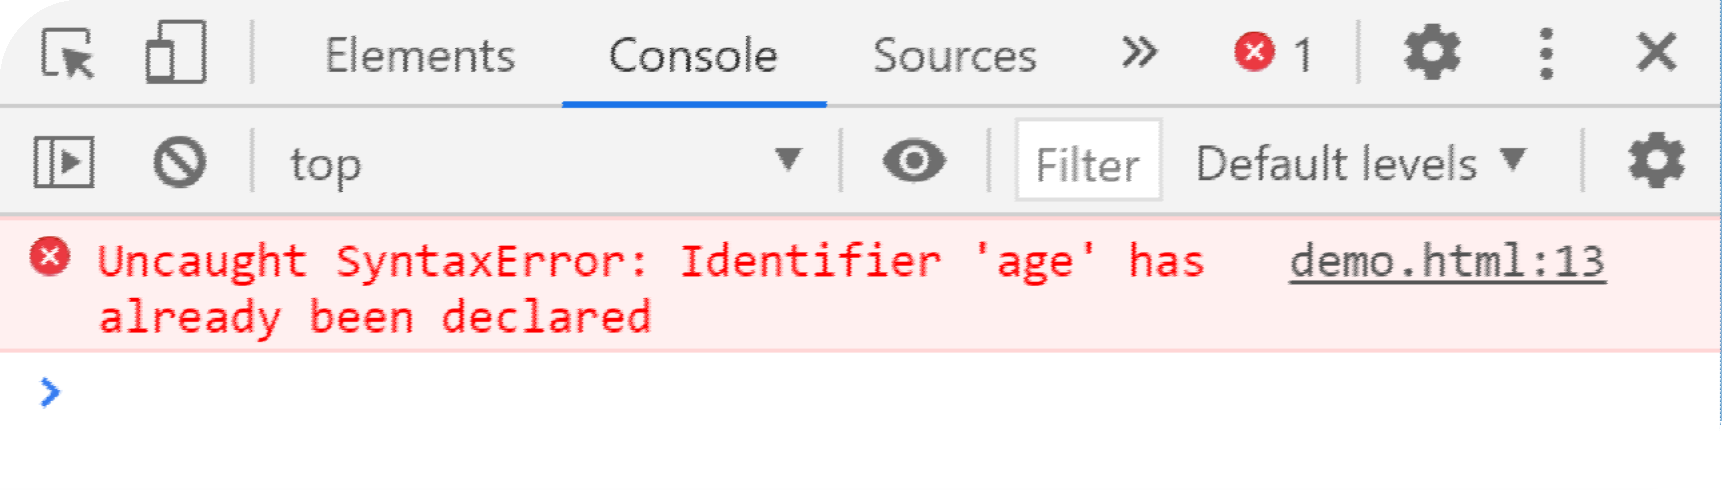 Elements Console Sources 1
top Filter Default levels
Uncaught SyntaxError: Identifier 'age' has demo.html:13
already been declared